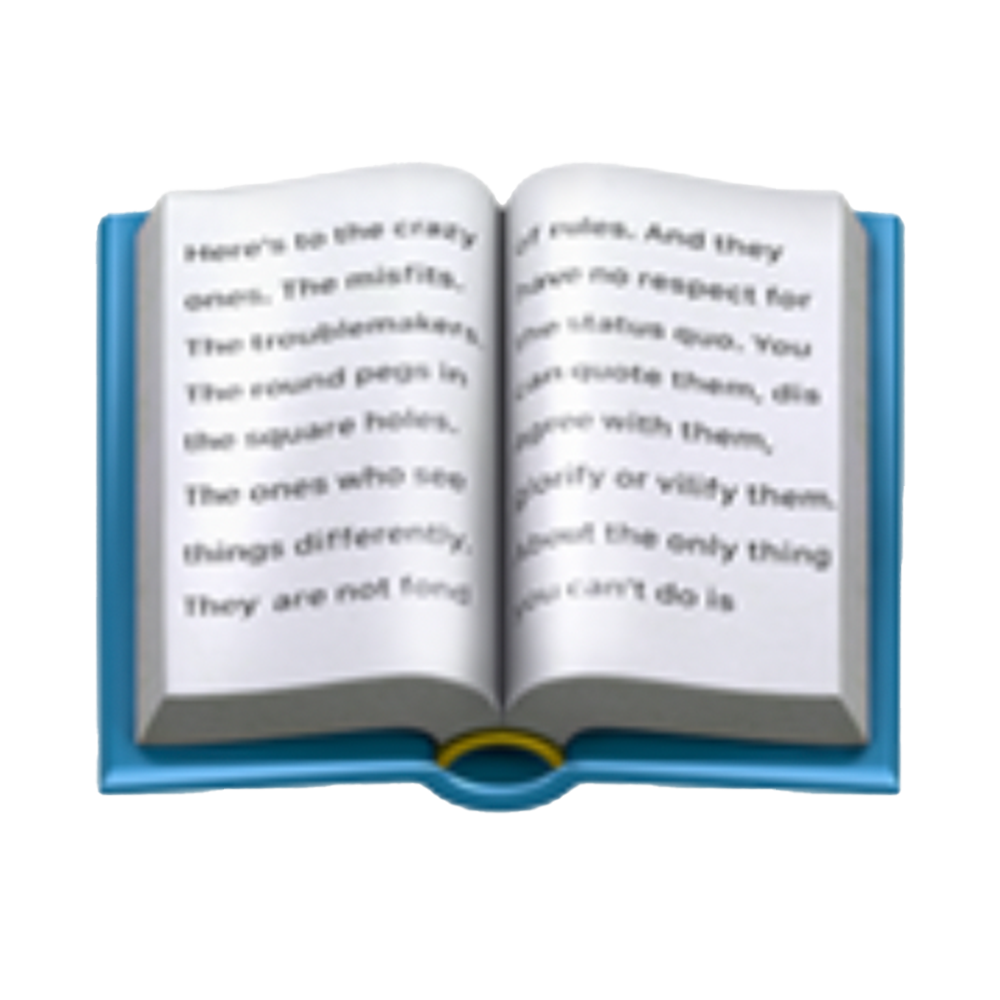 Here's to the crazy
ones. The misfits.
The troublemakers.
The round pegs in
the square holes.
The ones who see
things differently.
They are not fond
of rules. And they
have no respect for
the status quo. You
can quote them, dis
agree with them,
glorify or vilify them.
About the only thing
you can't do is